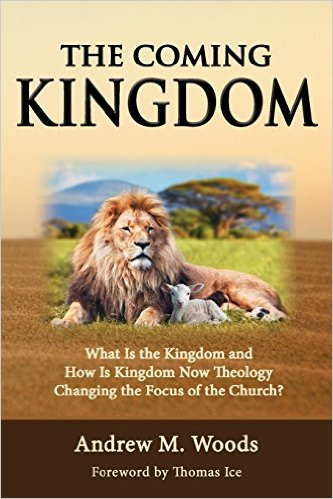 THE COMING
KINGDOM
What Is the Kingdom and
How Is Kingdom Now Theology
Changing the Focus of the Church?
Andrew M. Woods
Foreword by Thomas Ice